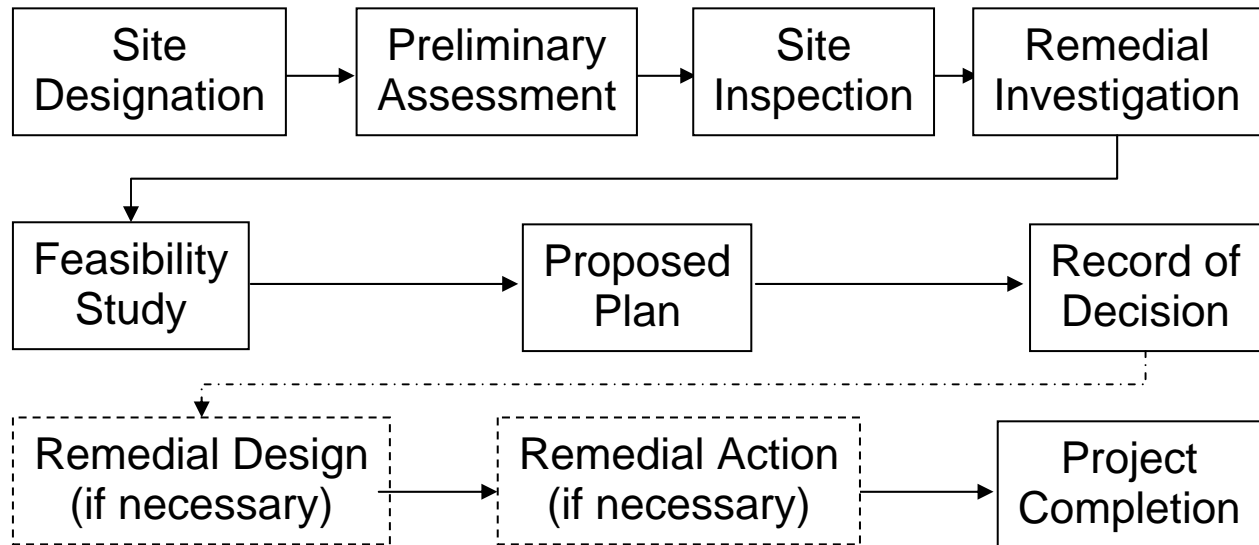 Site
Designation
Preliminary
Assessment
Site
Inspection
Remedial
Investigation
Feasibility
Study
Proposed
Plan
Record of
Decision
Remedial Design
(if necessary)
Remedial Action
(if necessary)
Project
Completion